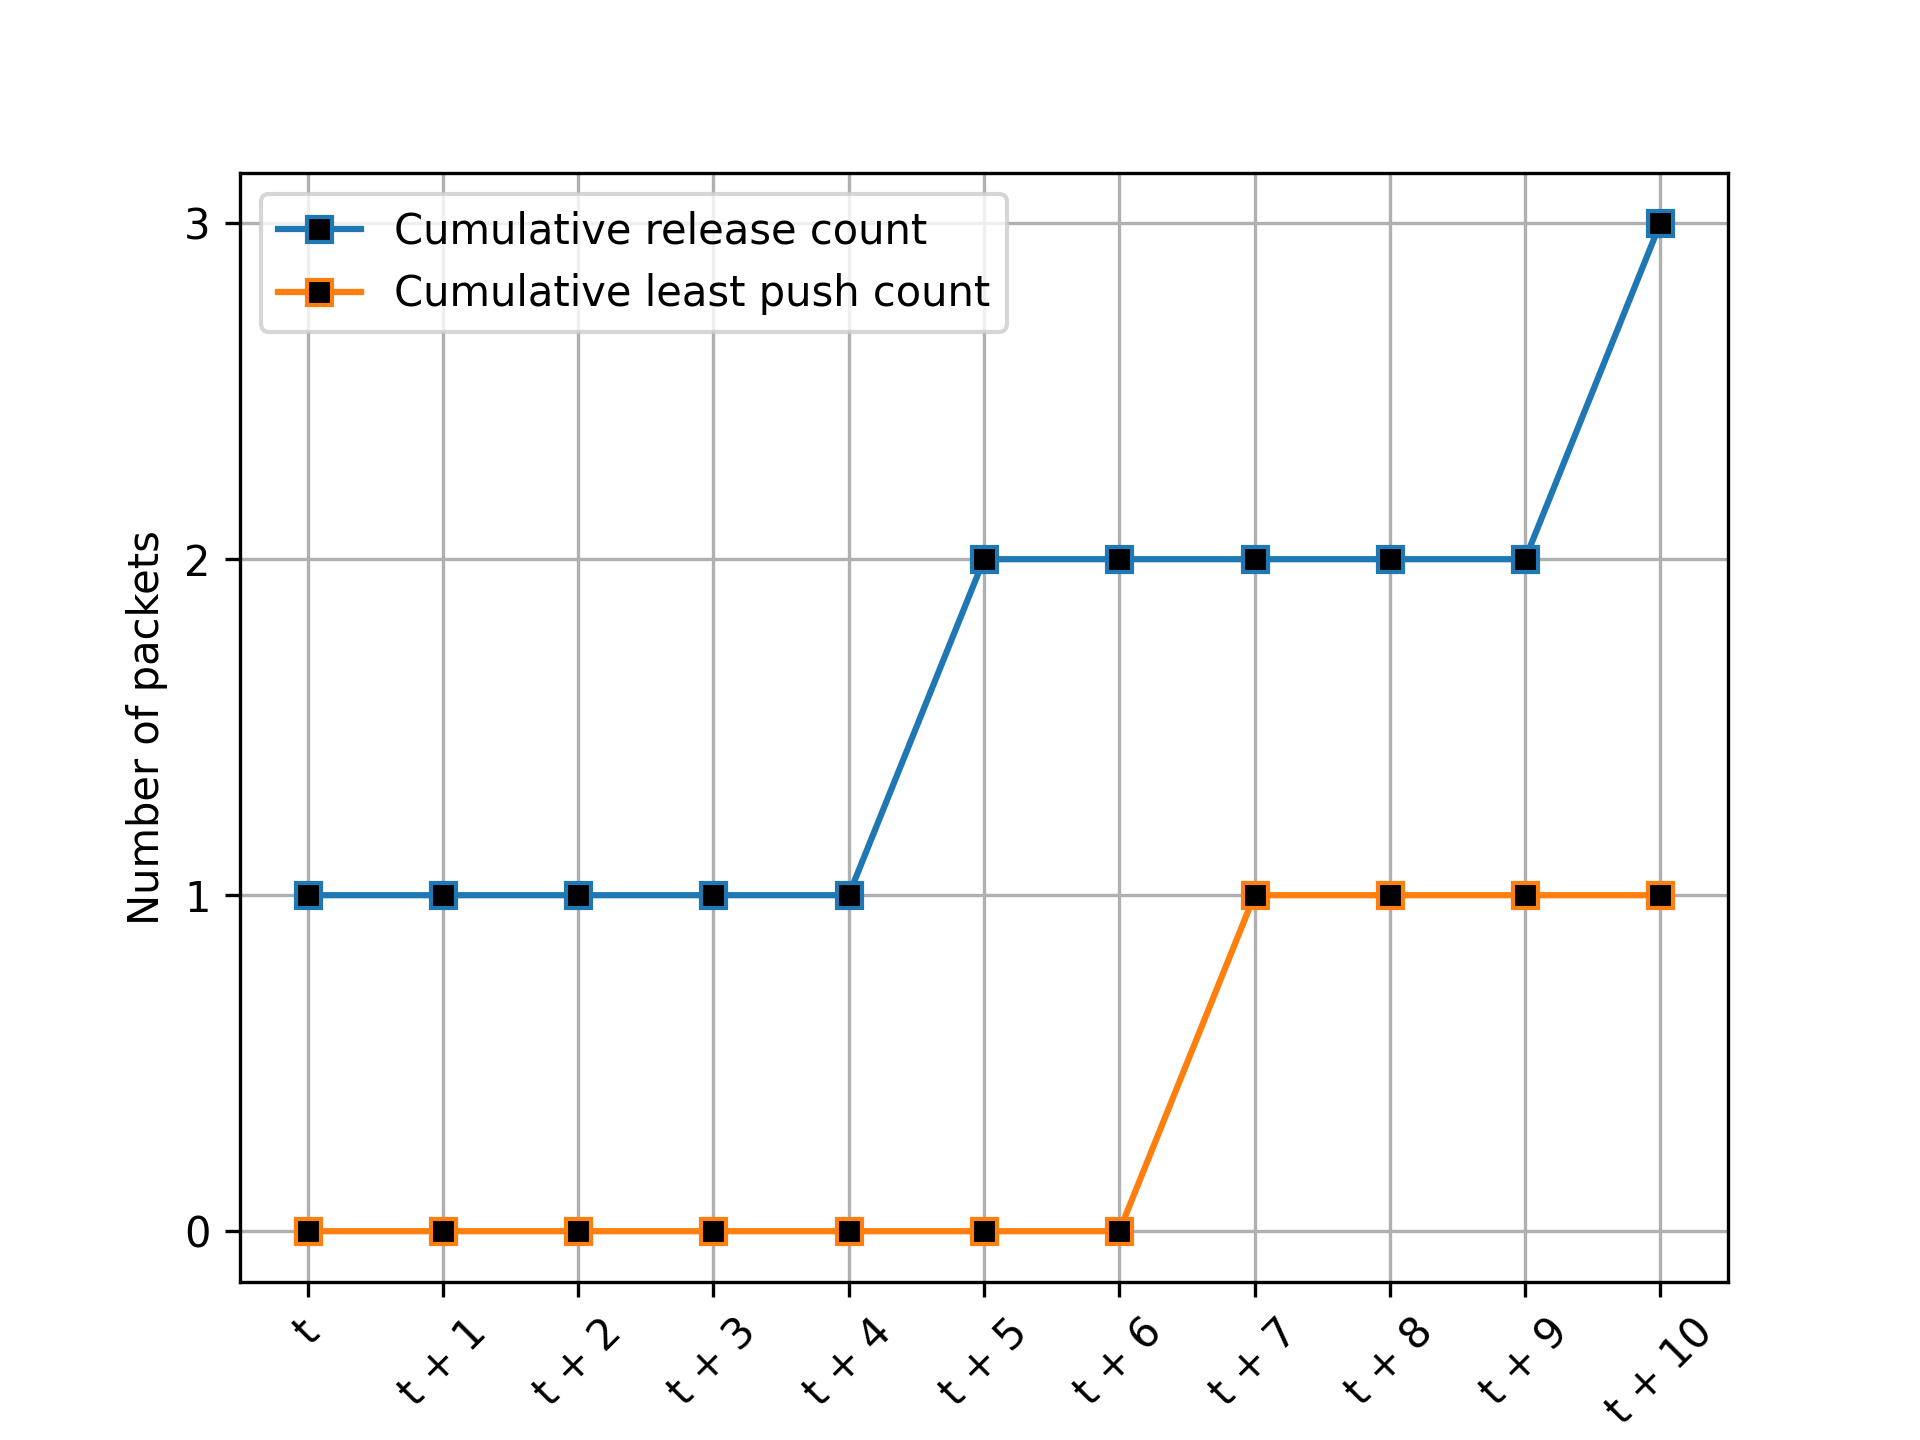 Cumulative release count
Cumulative least push count
Number of packets
3
2
1
0
t
t + 1
t + 2
t + 3
t + 4
t + 5
t + 6
t + 7
t + 8
t + 9
t + 10